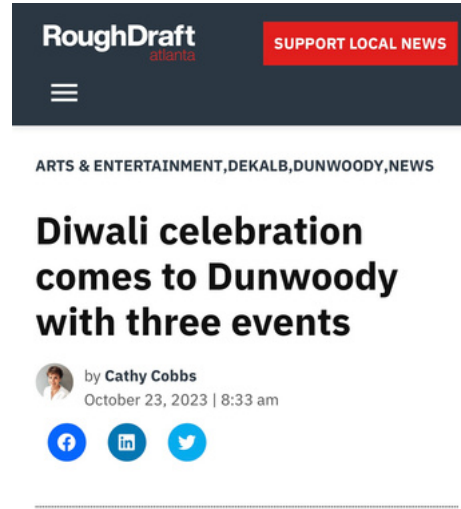 RoughDraft
atlanta
SUPPORT LOCAL NEWS
ARTS & ENTERTAINMENT,DEKALB,DUNWOODY,NEWS
Diwali celebration
comes to Dunwoody
with three events
by Cathy Cobbs
October 23, 2023 | 8:33 am